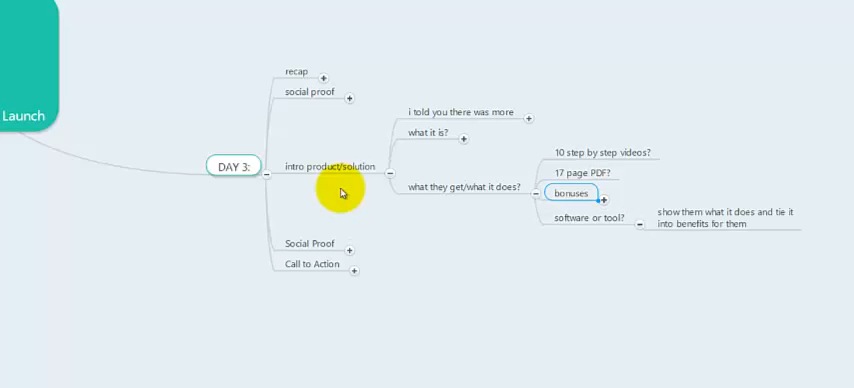 Launch
DAY 3:
recap
social proof
intro product/solution
i told you there was more
what it is?
what they get/what it does?
10 step by step videos?
17 page PDF?
bonuses
software or tool?
show them what it does and tie it
into benefits for them
Social Proof
Call to Action